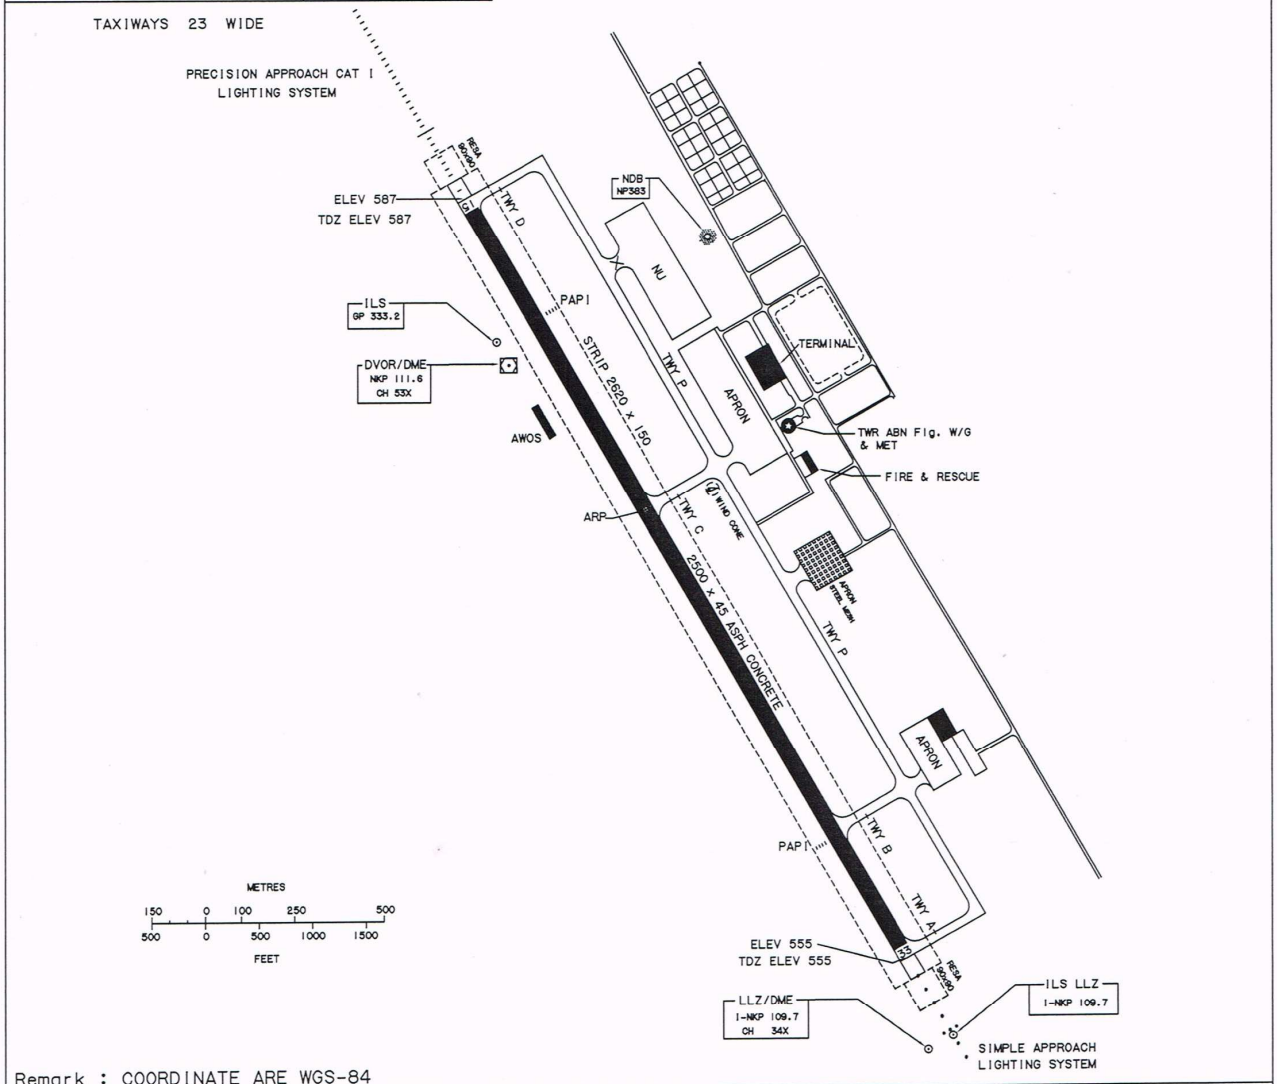 TAXIWAYS 23 WIDE
PRECISION APPROACH CAT I
LIGHTING SYSTEM
RESA
90x90
NDB
NP383
ELEV 587
TDZ ELEV 587
TWY D
NU
ILS
GP 333.2
PAPI
DVOR/DME
NKP 111.6
CH 53X
STRIP 2620 X 150
TWY P
TERMINAL
APRON
AWOS
TWR ABN Flg. W/G
& MET
FIRE & RESCUE
ARP
TWY C
WIND CONE
2500 X 45 ASPH CONCRETE
APRON
STEEL MESH
TWY P
APRON
PAPI
TWY B
METRES
150 0 100 250 500
500 0 500 1000 1500
FEET
TWY A
ELEV 555
TDZ ELEV 555
33
RESA
90x90
LLZ/DME
I-NKP 109.7
CH 34X
ILS LLZ
I-NKP 109.7
SIMPLE APPROACH
LIGHTING SYSTEM
Remark : COORDINATE ARE WGS-84